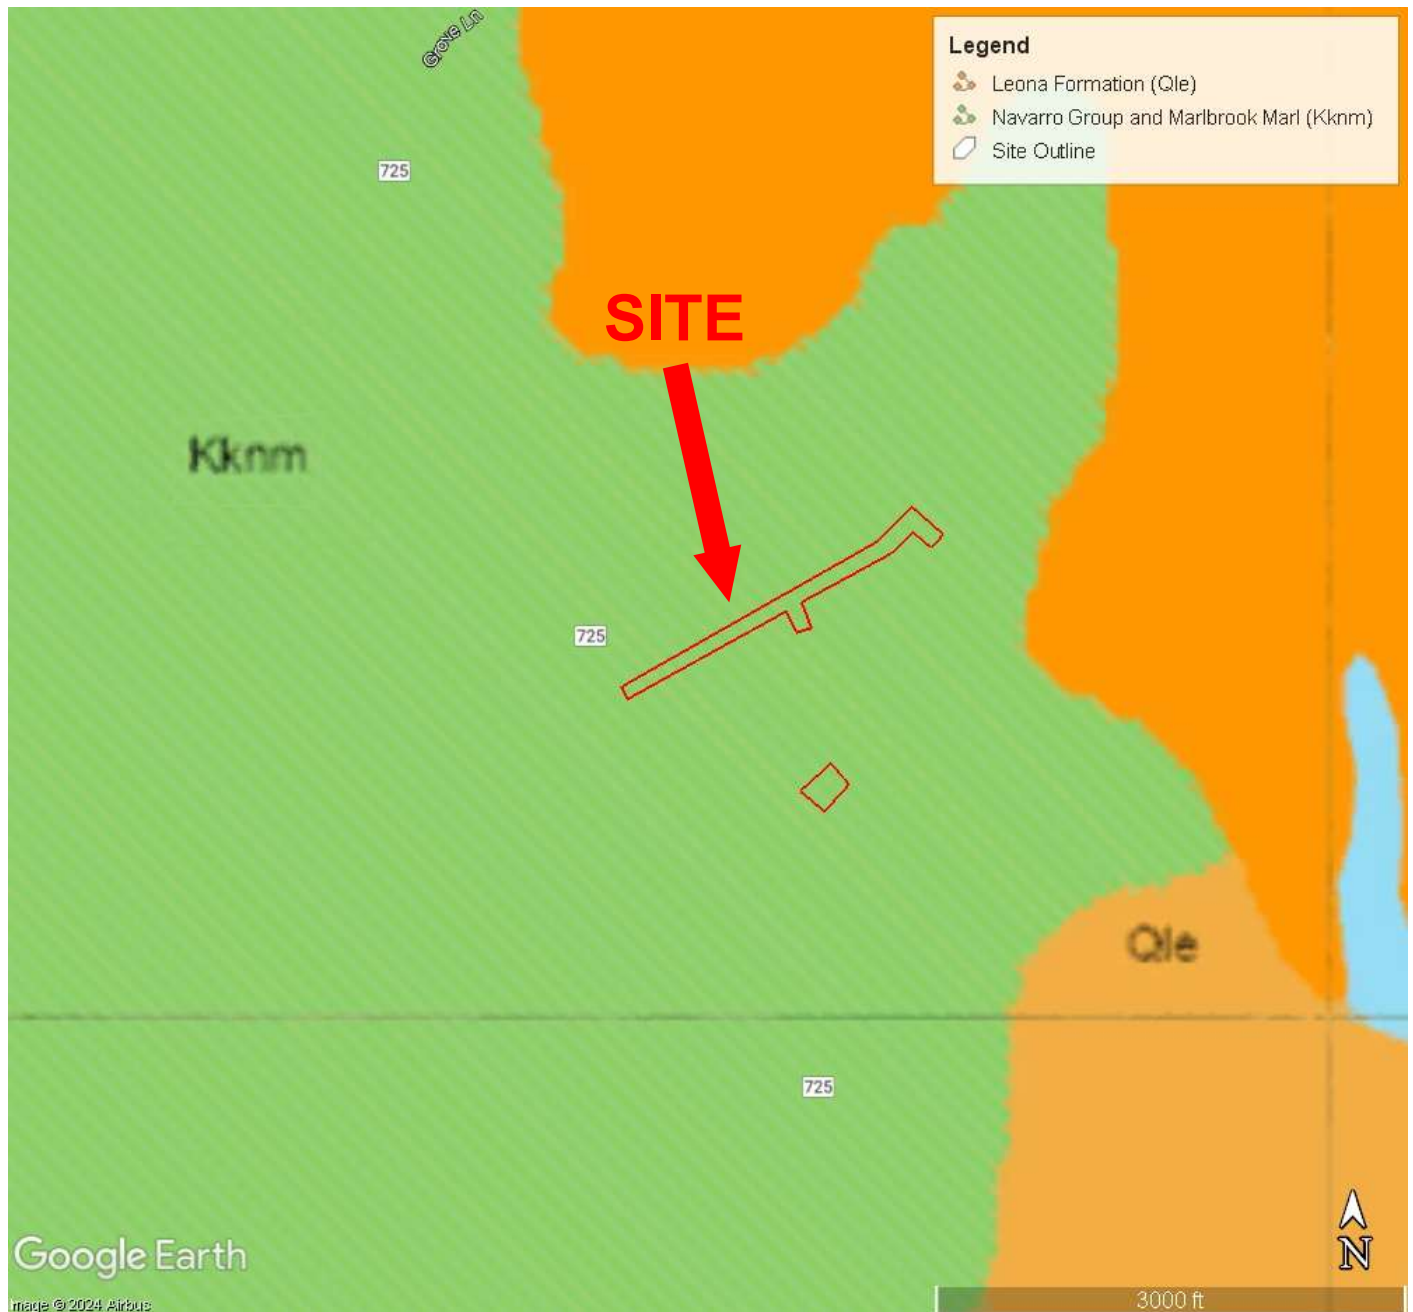 Grove Ln
Legend
Leona Formation (Qle)
Navarro Group and Marlbrook Marl (Kknm)
Site Outline
725
SITE
Kknm
725
Qle
725
N
Google Earth
Image © 2024 Airbus
3000 ft